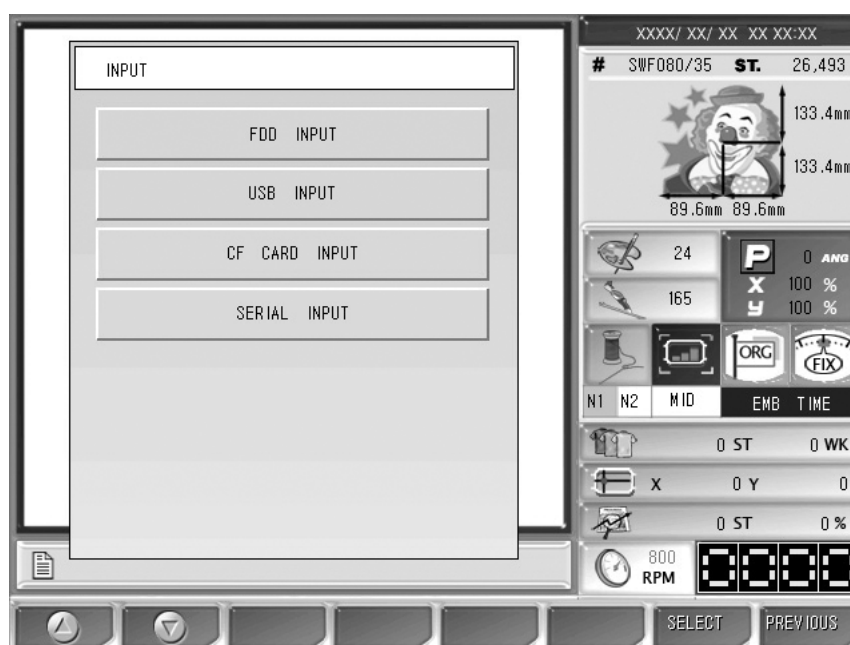 XXXX/ XX/ XX XX XX:XX
INPUT
# SWF080/35 ST. 26,493
133.4mm
133.4mm
89.6mm 89.6mm
FDD INPUT
USB INPUT
CF CARD INPUT
SERIAL INPUT
24
P 0 ANG
X 100 %
165
Y 100 %
ORG
FIX
N1 N2 MID EMB TIME
0 ST 0 WK
X 0 Y 0
0 ST 0 %
800
RPM
SELECT PREVIOUS